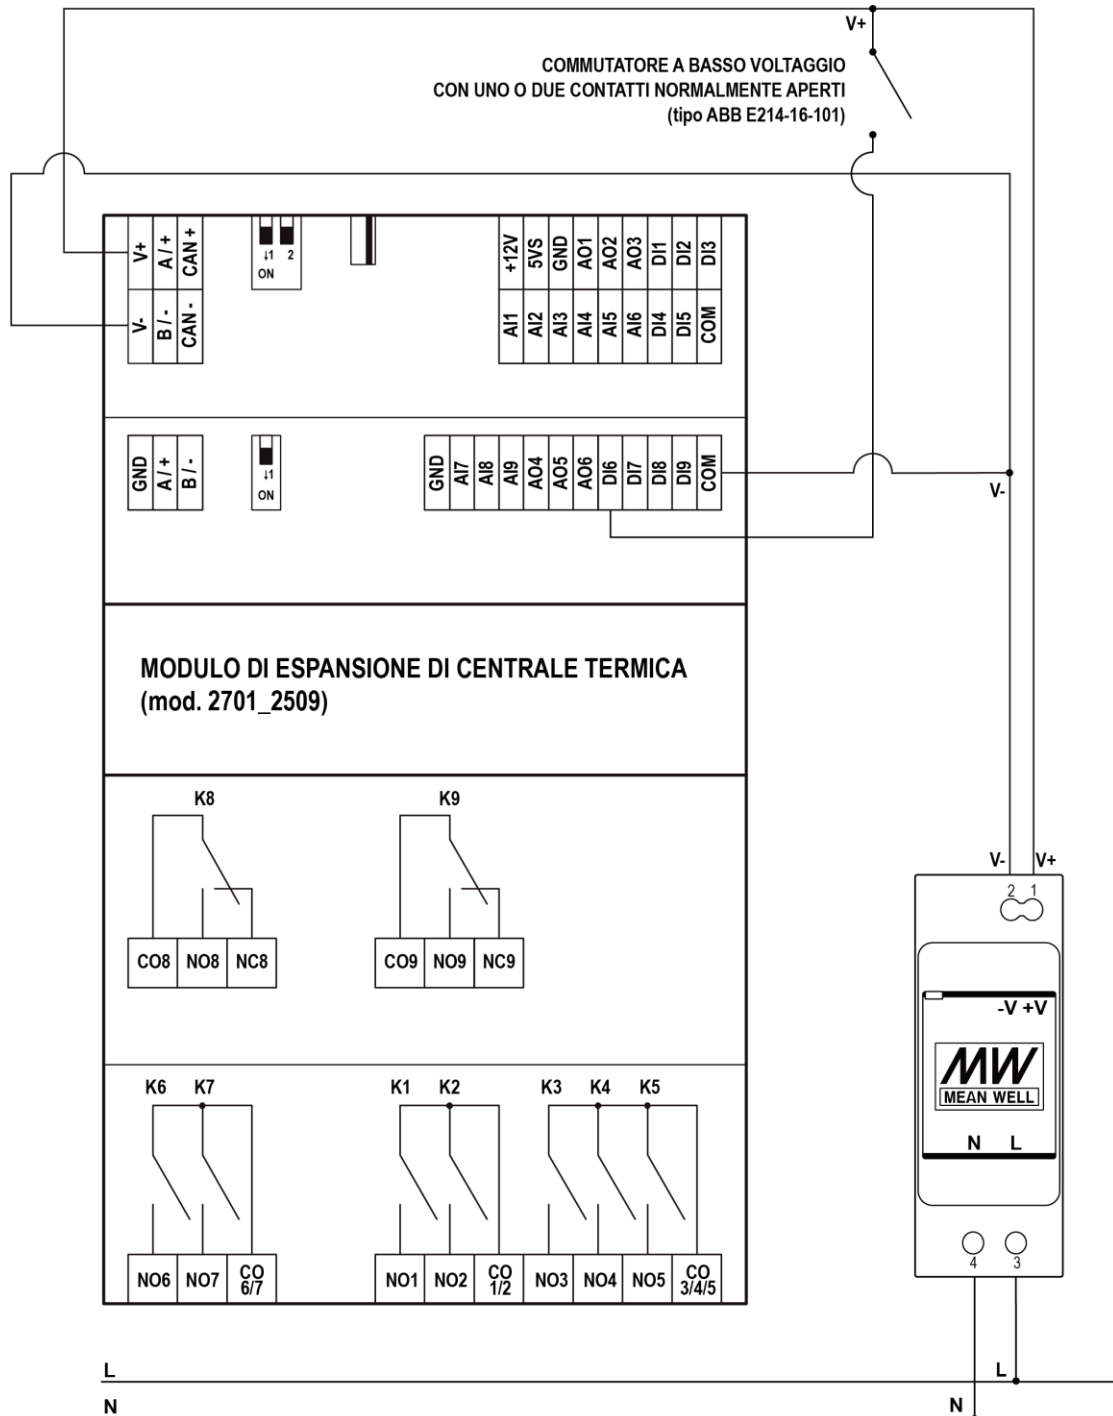 V+
COMMUTATORE A BASSO VOLTAGGIO
CON UNO O DUE CONTATTI NORMALMENTE APERTI
(tipo ABB E214-16-101)
V+ A / + CAN +
↓1 2
ON
+12V 5VS GND AO1 AO2 AO3 DI1 DI2 DI3
V- B / - CAN -
AI1 AI2 AI3 AI4 AI5 AI6 DI4 DI5 COM
GND A / + B / -
↓1
ON
GND AI7 AI8 AI9 AO4 AO5 AO6 DI6 DI7 DI8 DI9 COM
V-
MODULO DI ESPANSIONE DI CENTRALE TERMICA
(mod. 2701_2509)
K8 K9
CO8 NO8 NC8
CO9 NO9 NC9
V- V+
2 1
-V +V
MW
MEAN WELL
N L
4 3
K6 K7 K1 K2 K3 K4 K5
NO6 NO7 CO 6/7
NO1 NO2 CO 1/2 NO3 NO4 NO5 CO 3/4/5
L L
N N